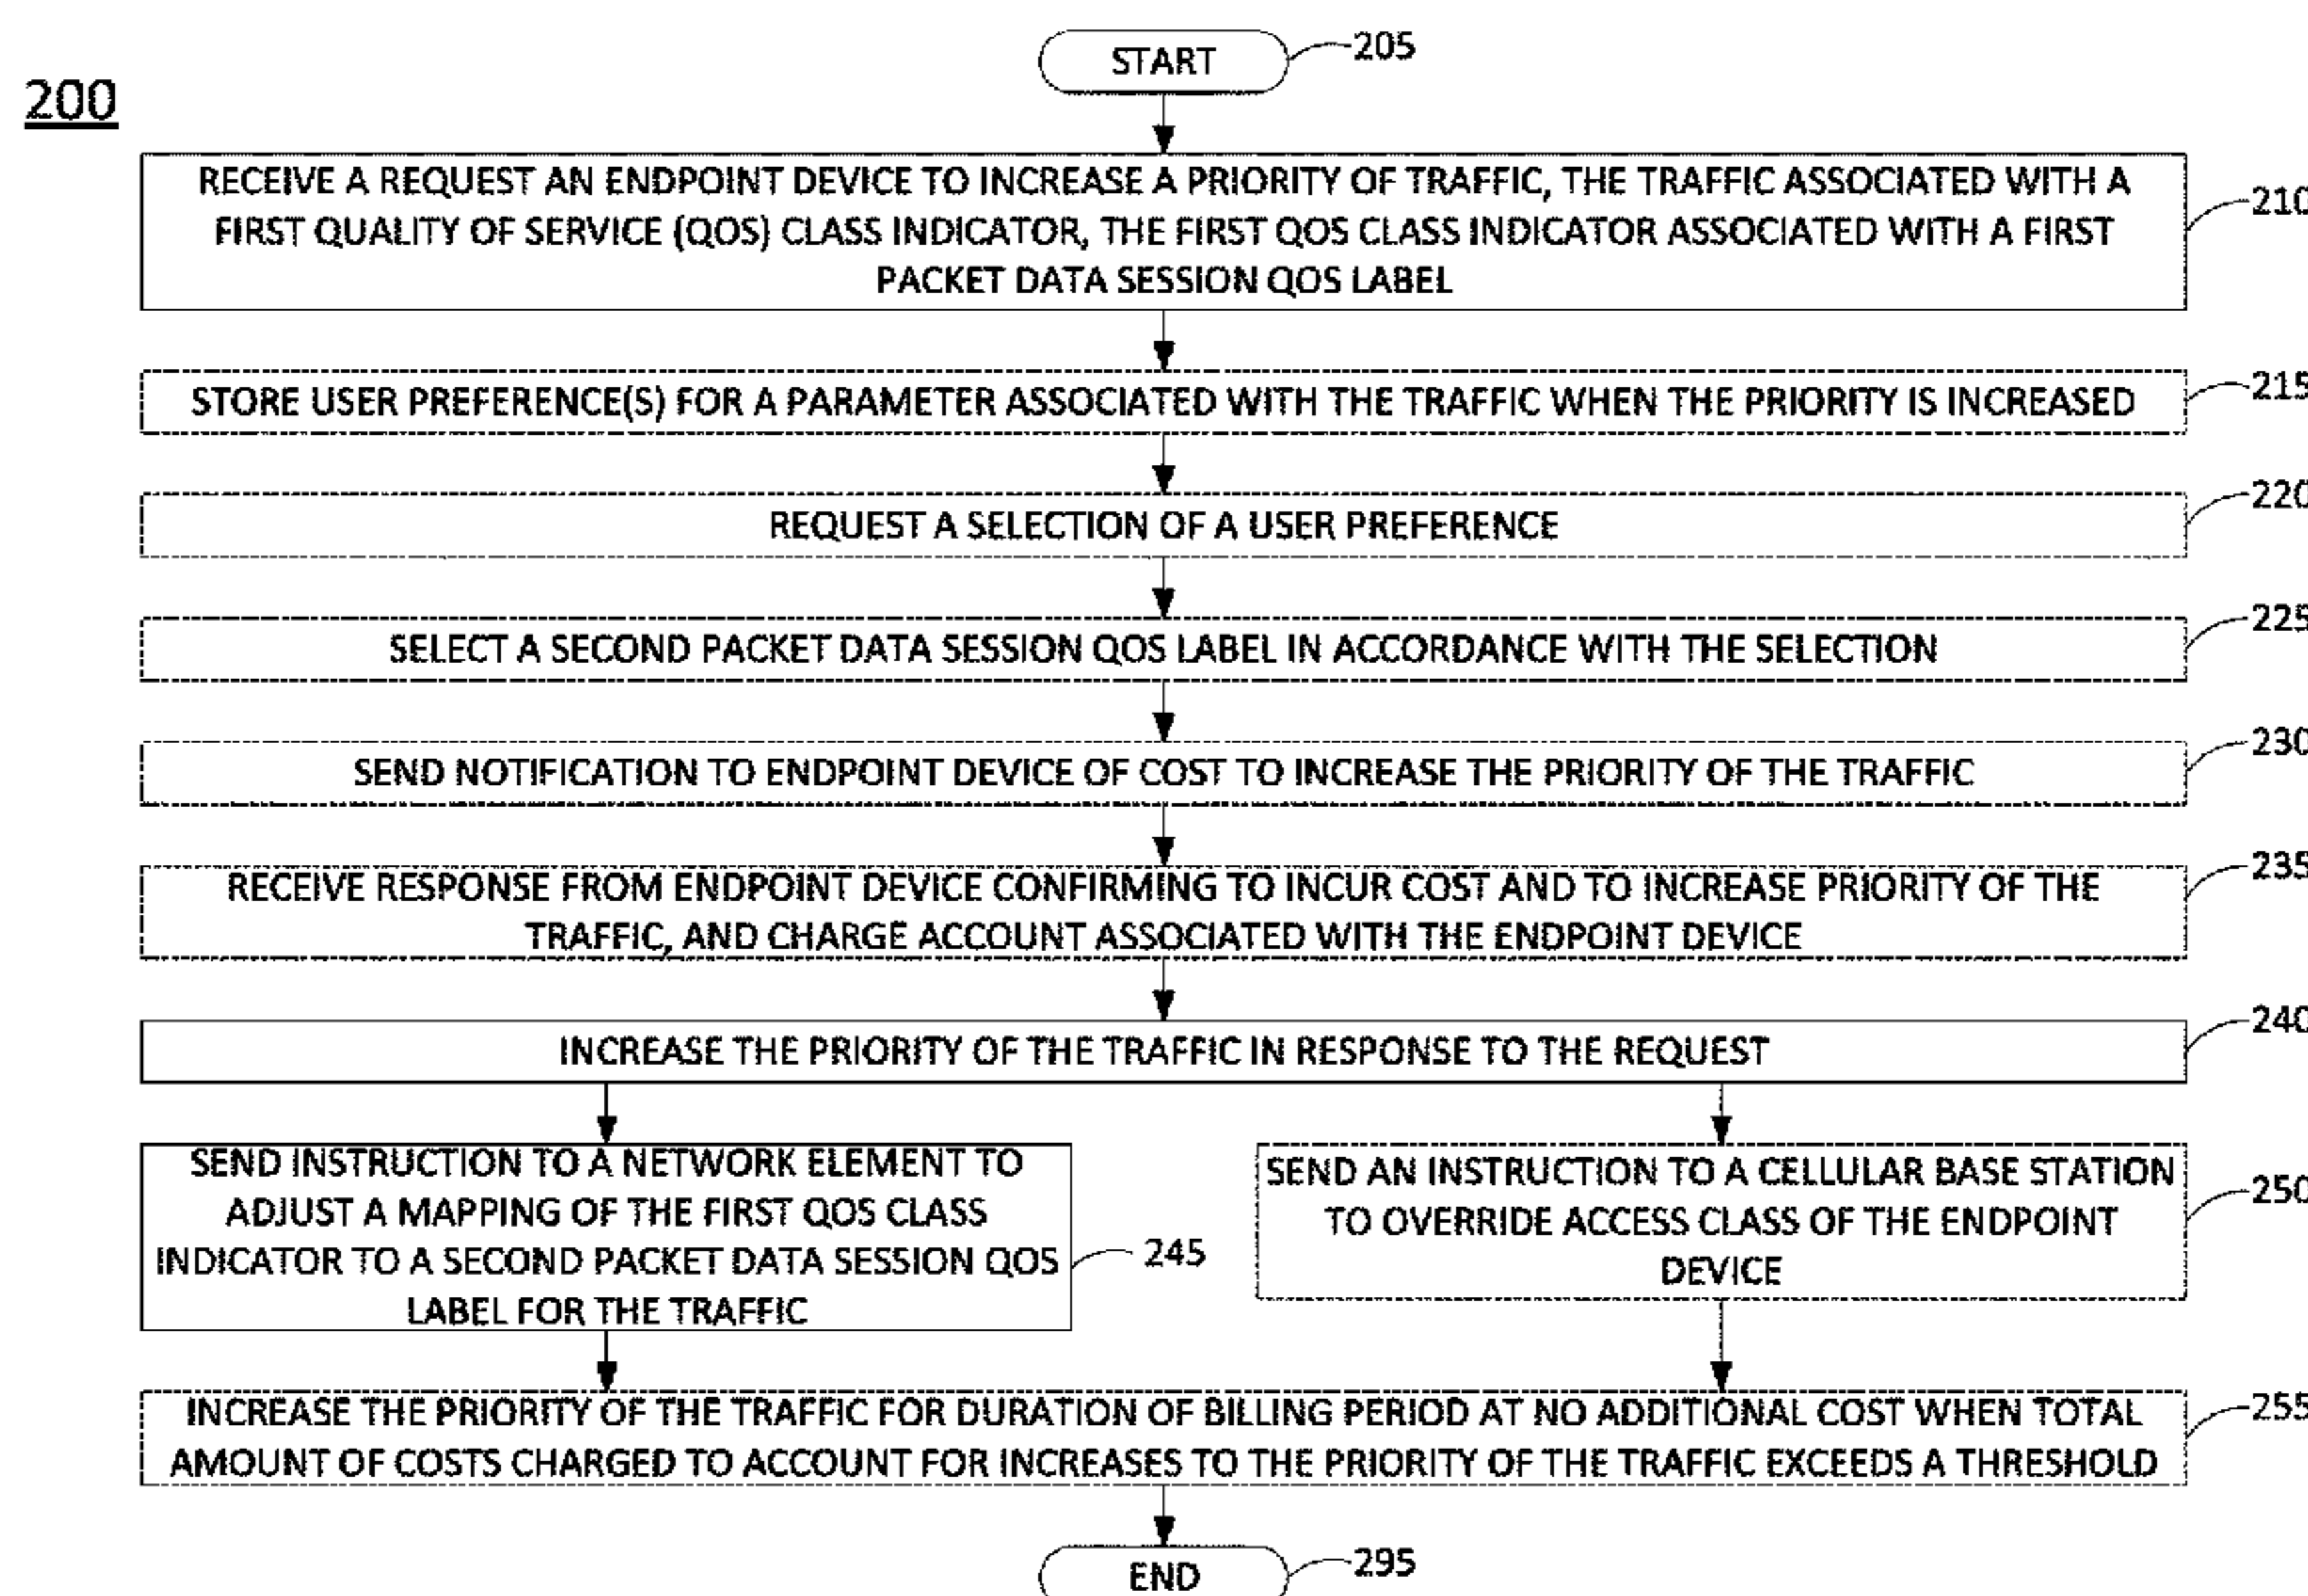 200
START
205
RECEIVE A REQUEST AN ENDPOINT DEVICE TO INCREASE A PRIORITY OF TRAFFIC, THE TRAFFIC ASSOCIATED WITH A
FIRST QUALITY OF SERVICE (QOS) CLASS INDICATOR, THE FIRST QOS CLASS INDICATOR ASSOCIATED WITH A FIRST
PACKET DATA SESSION QOS LABEL
210
STORE USER PREFERENCE(S) FOR A PARAMETER ASSOCIATED WITH THE TRAFFIC WHEN THE PRIORITY IS INCREASED
215
REQUEST A SELECTION OF A USER PREFERENCE
220
SELECT A SECOND PACKET DATA SESSION QOS LABEL IN ACCORDANCE WITH THE SELECTION
225
SEND NOTIFICATION TO ENDPOINT DEVICE OF COST TO INCREASE THE PRIORITY OF THE TRAFFIC
230
RECEIVE RESPONSE FROM ENDPOINT DEVICE CONFIRMING TO INCUR COST AND TO INCREASE PRIORITY OF THE
TRAFFIC, AND CHARGE ACCOUNT ASSOCIATED WITH THE ENDPOINT DEVICE
235
INCREASE THE PRIORITY OF THE TRAFFIC IN RESPONSE TO THE REQUEST
240
SEND INSTRUCTION TO A NETWORK ELEMENT TO
ADJUST A MAPPING OF THE FIRST QOS CLASS
INDICATOR TO A SECOND PACKET DATA SESSION QOS
LABEL FOR THE TRAFFIC
245
SEND AN INSTRUCTION TO A CELLULAR BASE STATION
TO OVERRIDE ACCESS CLASS OF THE ENDPOINT
DEVICE
250
INCREASE THE PRIORITY OF THE TRAFFIC FOR DURATION OF BILLING PERIOD AT NO ADDITIONAL COST WHEN TOTAL
AMOUNT OF COSTS CHARGED TO ACCOUNT FOR INCREASES TO THE PRIORITY OF THE TRAFFIC EXCEEDS A THRESHOLD
255
END
295